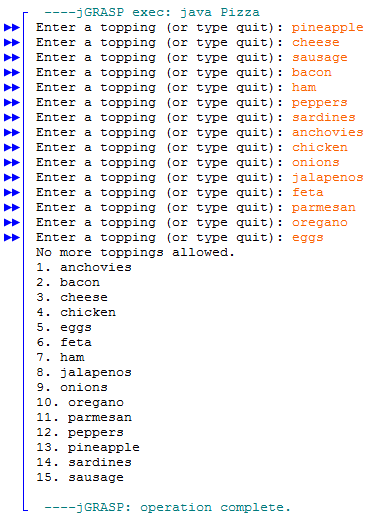 ----jGRASP exec: java Pizza
Enter a topping (or type quit): pineapple
Enter a topping (or type quit): cheese
Enter a topping (or type quit): sausage
Enter a topping (or type quit): bacon
Enter a topping (or type quit): ham
Enter a topping (or type quit): peppers
Enter a topping (or type quit): sardines
Enter a topping (or type quit): anchovies
Enter a topping (or type quit): chicken
Enter a topping (or type quit): onions
Enter a topping (or type quit): jalapenos
Enter a topping (or type quit): feta
Enter a topping (or type quit): parmesan
Enter a topping (or type quit): oregano
Enter a topping (or type quit): eggs
No more toppings allowed.
1. anchovies
2. bacon
3. cheese
4. chicken
5. eggs
6. feta
7. ham
8. jalapenos
9. onions
10. oregano
11. parmesan
12. peppers
13. pineapple
14. sardines
15. sausage
----jGRASP: operation complete.